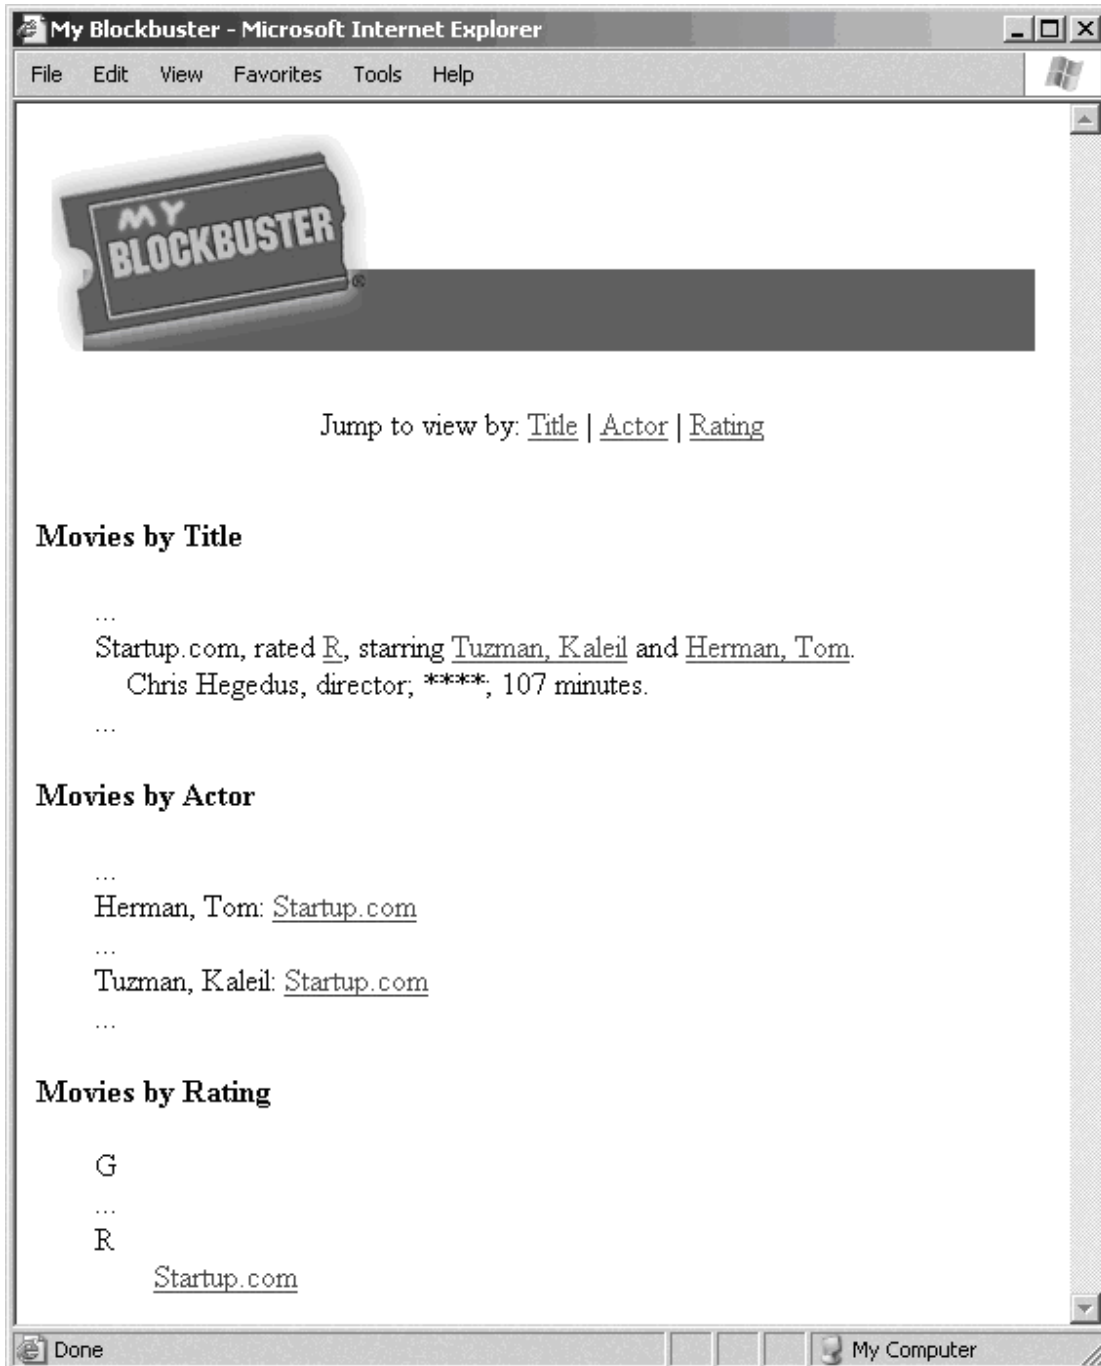 My Blockbuster - Microsoft Internet Explorer
File Edit View Favorites Tools Help
MY
BLOCKBUSTER
®
Jump to view by: Title | Actor | Rating
Movies by Title
...
Startup.com, rated R, starring Tuzman, Kaleil and Herman, Tom.
Chris Hegedus, director; ****; 107 minutes.
...
Movies by Actor
...
Herman, Tom: Startup.com
...
Tuzman, Kaleil: Startup.com
...
Movies by Rating
G
...
R
Startup.com
Done My Computer